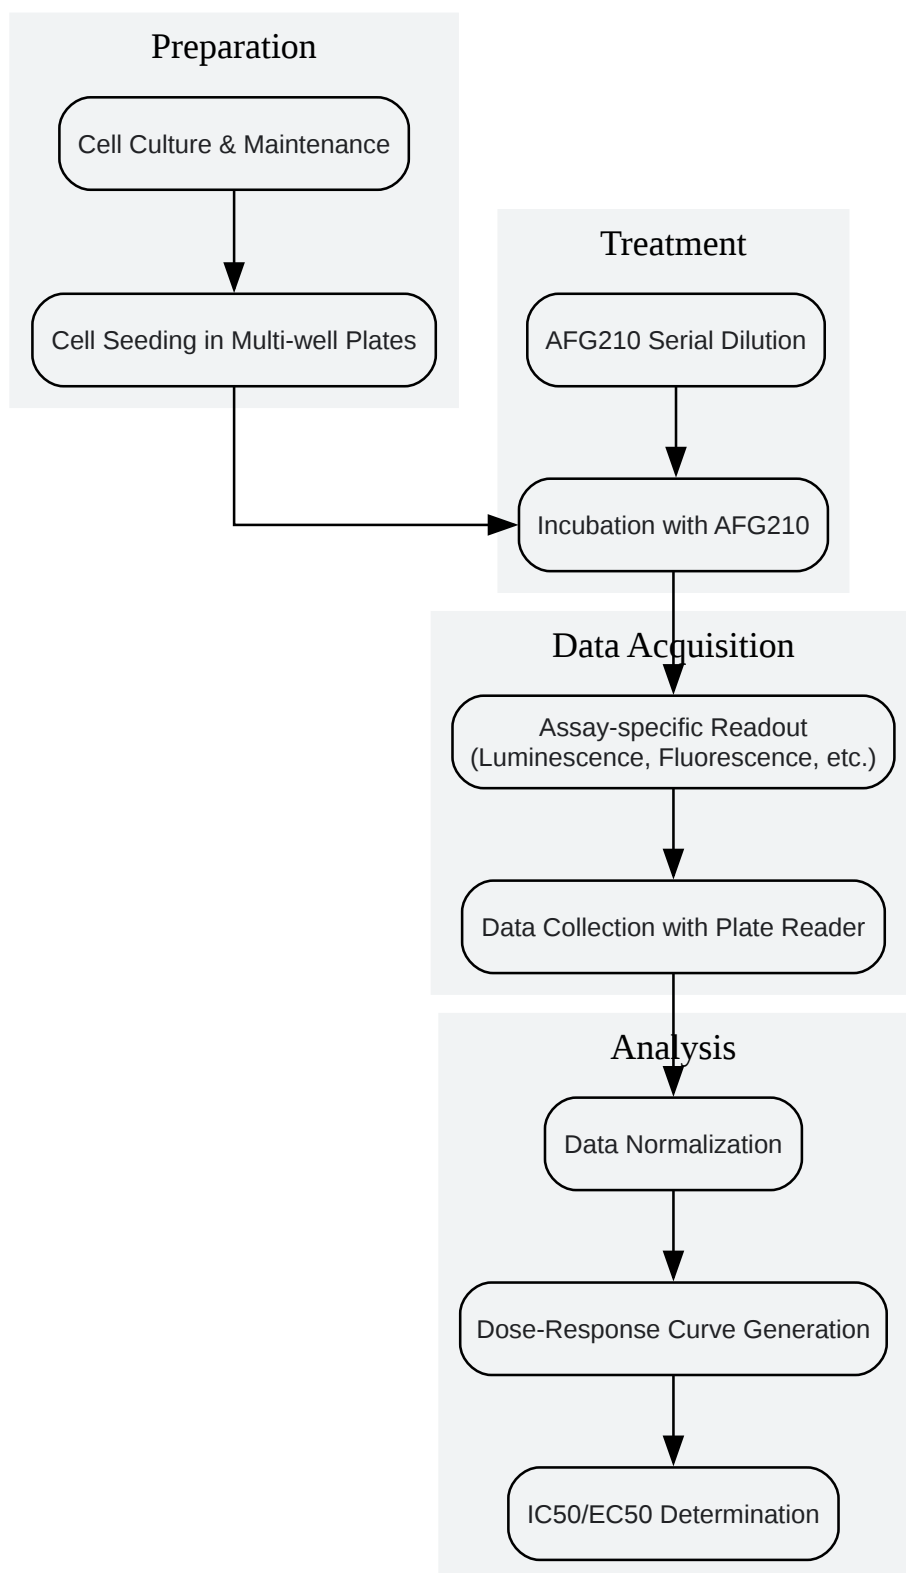 Preparation
Cell Culture & Maintenance
Cell Seeding in Multi-well Plates
Treatment
AFG210 Serial Dilution
Incubation with AFG210
Data Acquisition
Assay-specific Readout
(Luminescence, Fluorescence, etc.)
Data Collection with Plate Reader
Analysis
Data Normalization
Dose-Response Curve Generation
IC50/EC50 Determination